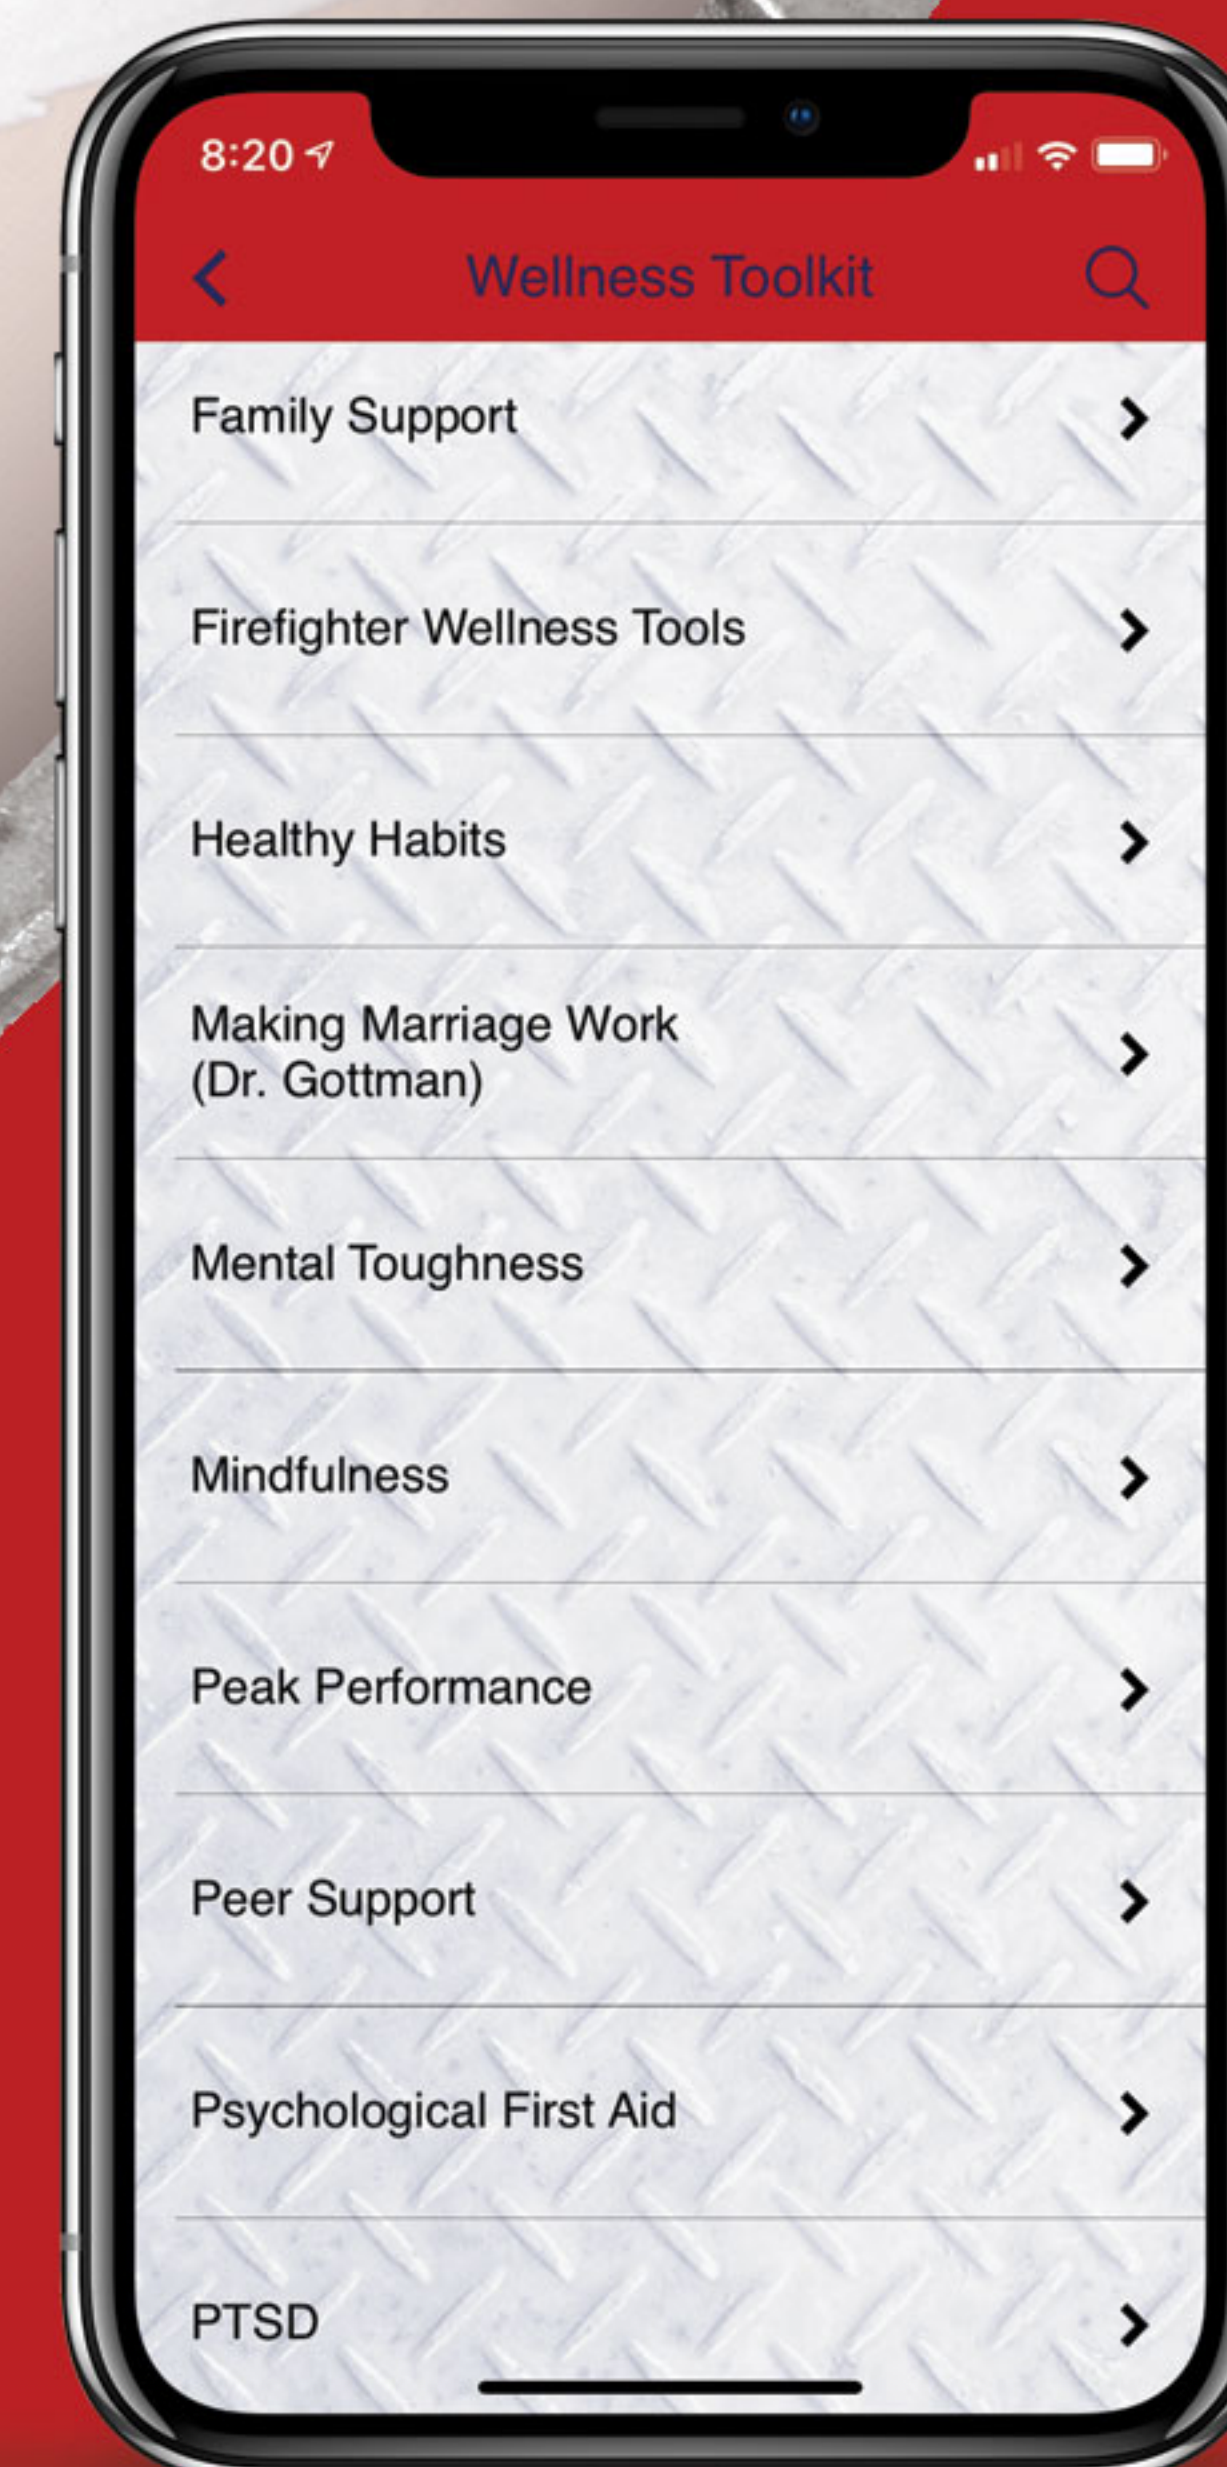 8:20
Wellness Toolkit
Family Support
Firefighter Wellness Tools
Healthy Habits
Making Marriage Work
(Dr. Gottman)
Mental Toughness
Mindfulness
Peak Performance
Peer Support
Psychological First Aid
PTSD